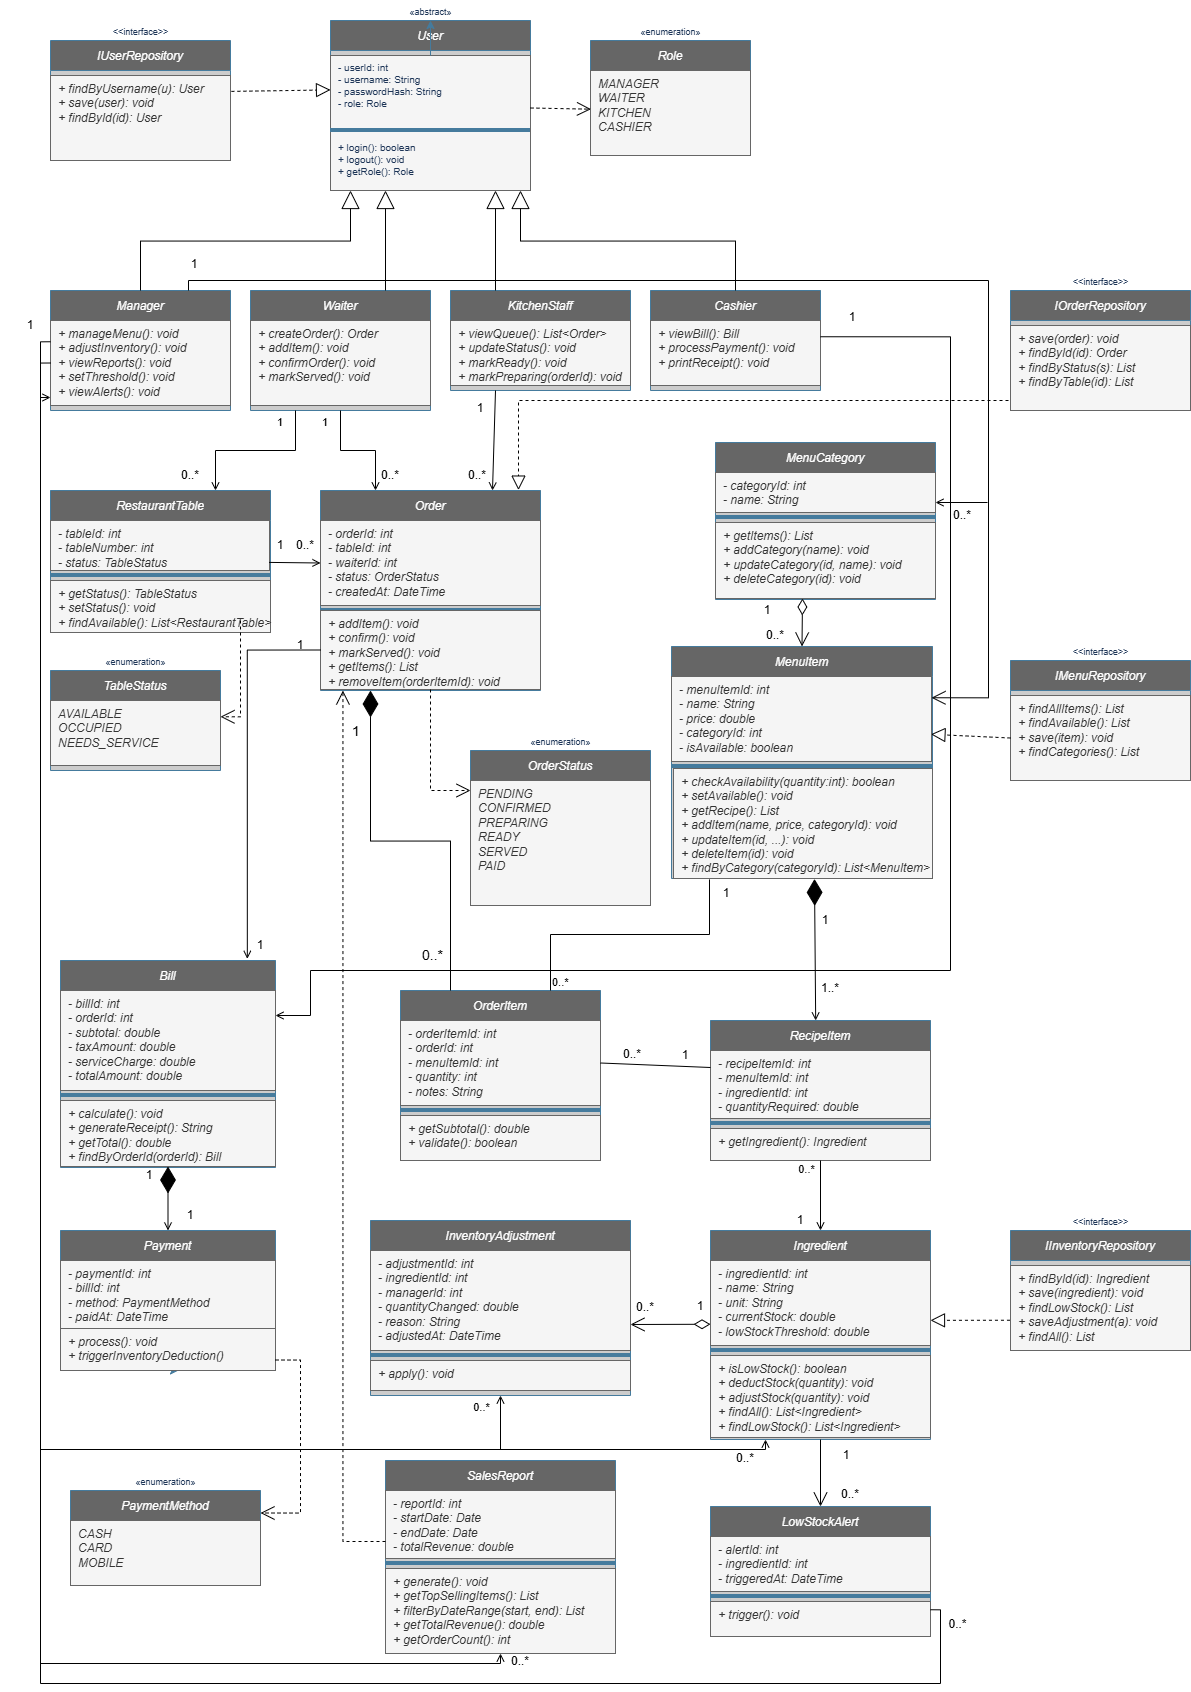 «abstract»
User
- userId: int
- username: String
- passwordHash: String
- role: Role
+ login(): boolean
+ logout(): void
+ getRole(): Role
<<interface>>
IUserRepository
+ findByUsername(u): User
+ save(user): void
+ findById(id): User
«enumeration»
Role
MANAGER
WAITER
KITCHEN
CASHIER
1
1
Manager
+ manageMenu(): void
+ adjustInventory(): void
+ viewReports(): void
+ setThreshold(): void
+ viewAlerts(): void
Waiter
+ createOrder(): Order
+ addItem(): void
+ confirmOrder(): void
+ markServed(): void
KitchenStaff
+ viewQueue(): List<Order>
+ updateStatus(): void
+ markReady(): void
+ markPreparing(orderId): void
Cashier
+ viewBill(): Bill
+ processPayment(): void
+ printReceipt(): void
1
<<interface>>
IOrderRepository
+ save(order): void
+ findById(id): Order
+ findByStatus(s): List
+ findByTable(id): List
1
1
1
0..*
0..*
0..*
RestaurantTable
- tableId: int
- tableNumber: int
- status: TableStatus
+ getStatus(): TableStatus
+ setStatus(): void
+ findAvailable(): List<RestaurantTable>
1
0..*
Order
- orderId: int
- tableId: int
- waiterId: int
- status: OrderStatus
- createdAt: DateTime
+ addItem(): void
+ confirm(): void
+ markServed(): void
+ getItems(): List
+ removeItem(orderItemId): void
MenuCategory
- categoryId: int
- name: String
+ getItems(): List
+ addCategory(name): void
+ updateCategory(id, name): void
+ deleteCategory(id): void
0..*
1
0..*
1
1
«enumeration»
TableStatus
AVAILABLE
OCCUPIED
NEEDS_SERVICE
«enumeration»
OrderStatus
PENDING
CONFIRMED
PREPARING
READY
SERVED
PAID
MenuItem
- menuItemId: int
- name: String
- price: double
- categoryId: int
- isAvailable: boolean
+ checkAvailability(quantity:int): boolean
+ setAvailable(): void
+ getRecipe(): List
+ addItem(name, price, categoryId): void
+ updateItem(id, ...): void
+ deleteItem(id): void
+ findByCategory(categoryId): List<MenuItem>
<<interface>>
IMenuRepository
+ findAllItems(): List
+ findAvailable(): List
+ save(item): void
+ findCategories(): List
1
1
1
0..*
0..*
1..*
Bill
- billId: int
- orderId: int
- subtotal: double
- taxAmount: double
- serviceCharge: double
- totalAmount: double
+ calculate(): void
+ generateReceipt(): String
+ getTotal(): double
+ findByOrderId(orderId): Bill
OrderItem
- orderItemId: int
- orderId: int
- menuItemId: int
- quantity: int
- notes: String
+ getSubtotal(): double
+ validate(): boolean
0..*
1
RecipeItem
- recipeItemId: int
- menuItemId: int
- ingredientId: int
- quantityRequired: double
+ getIngredient(): Ingredient
1
1
0..*
1
Payment
- paymentId: int
- billId: int
- method: PaymentMethod
- paidAt: DateTime
+ process(): void
+ triggerInventoryDeduction()
InventoryAdjustment
- adjustmentId: int
- ingredientId: int
- managerId: int
- quantityChanged: double
- reason: String
- adjustedAt: DateTime
+ apply(): void
0..*
1
Ingredient
- ingredientId: int
- name: String
- unit: String
- currentStock: double
- lowStockThreshold: double
+ isLowStock(): boolean
+ deductStock(quantity): void
+ adjustStock(quantity): void
+ findAll(): List<Ingredient>
+ findLowStock(): List<Ingredient>
<<interface>>
IInventoryRepository
+ findById(id): Ingredient
+ save(ingredient): void
+ findLowStock(): List
+ saveAdjustment(a): void
+ findAll(): List
0..*
0..*
1
0..*
«enumeration»
PaymentMethod
CASH
CARD
MOBILE
SalesReport
- reportId: int
- startDate: Date
- endDate: Date
- totalRevenue: double
+ generate(): void
+ getTopSellingItems(): List
+ filterByDateRange(start, end): List
+ getTotalRevenue(): double
+ getOrderCount(): int
LowStockAlert
- alertId: int
- ingredientId: int
- triggeredAt: DateTime
+ trigger(): void
0..*
0..*